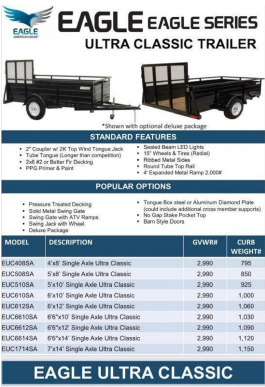 EAGLE EAGLE SERIES
EAGLE
ULTRA CLASSIC TRAILER
*Shown with optional deluxe package
STANDARD FEATURES
• 2" Coupler w/ 2K Top Wind Tongue Jack
• Tube Tongue (Longer than competition)
• 2x8 #2 or Better Fir Decking
• PPG Primer & Paint
• Sealed Beam LED Lights
• 15" Wheels & Tires (Radial)
• Ribbed Metal Sides
• Round Tube Top Rail
• 4' Expanded Metal Ramp 2,000#
POPULAR OPTIONS
• Pressure Treated Decking
• Solid Metal Swing Gate
• Swing Gate with ATV Ramps
• Swing Jack with Wheel
• Deluxe Package
• Tongue Box steel or Aluminum Diamond Plate
(could include additional cross member supports)
• No Gap Stake Pocket Top
• Barn Style Doors
MODEL DESCRIPTION GVWR# CURB WEIGHT#
EUC408SA 4'x8' Single Axle Ultra Classic 2,990 795
EUC508SA 5'x8' Single Axle Ultra Classic 2,990 850
EUC510SA 5'x10' Single Axle Ultra Classic 2,990 925
EUC610SA 6'x10' Single Axle Ultra Classic 2,990 1,000
EUC612SA 6'x12' Single Axle Ultra Classic 2,990 1,060
EUC6610SA 6'6"x10' Single Axle Ultra Classic 2,990 1,030
EUC6612SA 6'6"x12' Single Axle Ultra Classic 2,990 1,090
EUC6614SA 6'6"x14' Single Axle Ultra Classic 2,990 1,120
EUC1714SA 7'x14' Single Axle Ultra Classic 2,990 1,150
EAGLE ULTRA CLASSIC